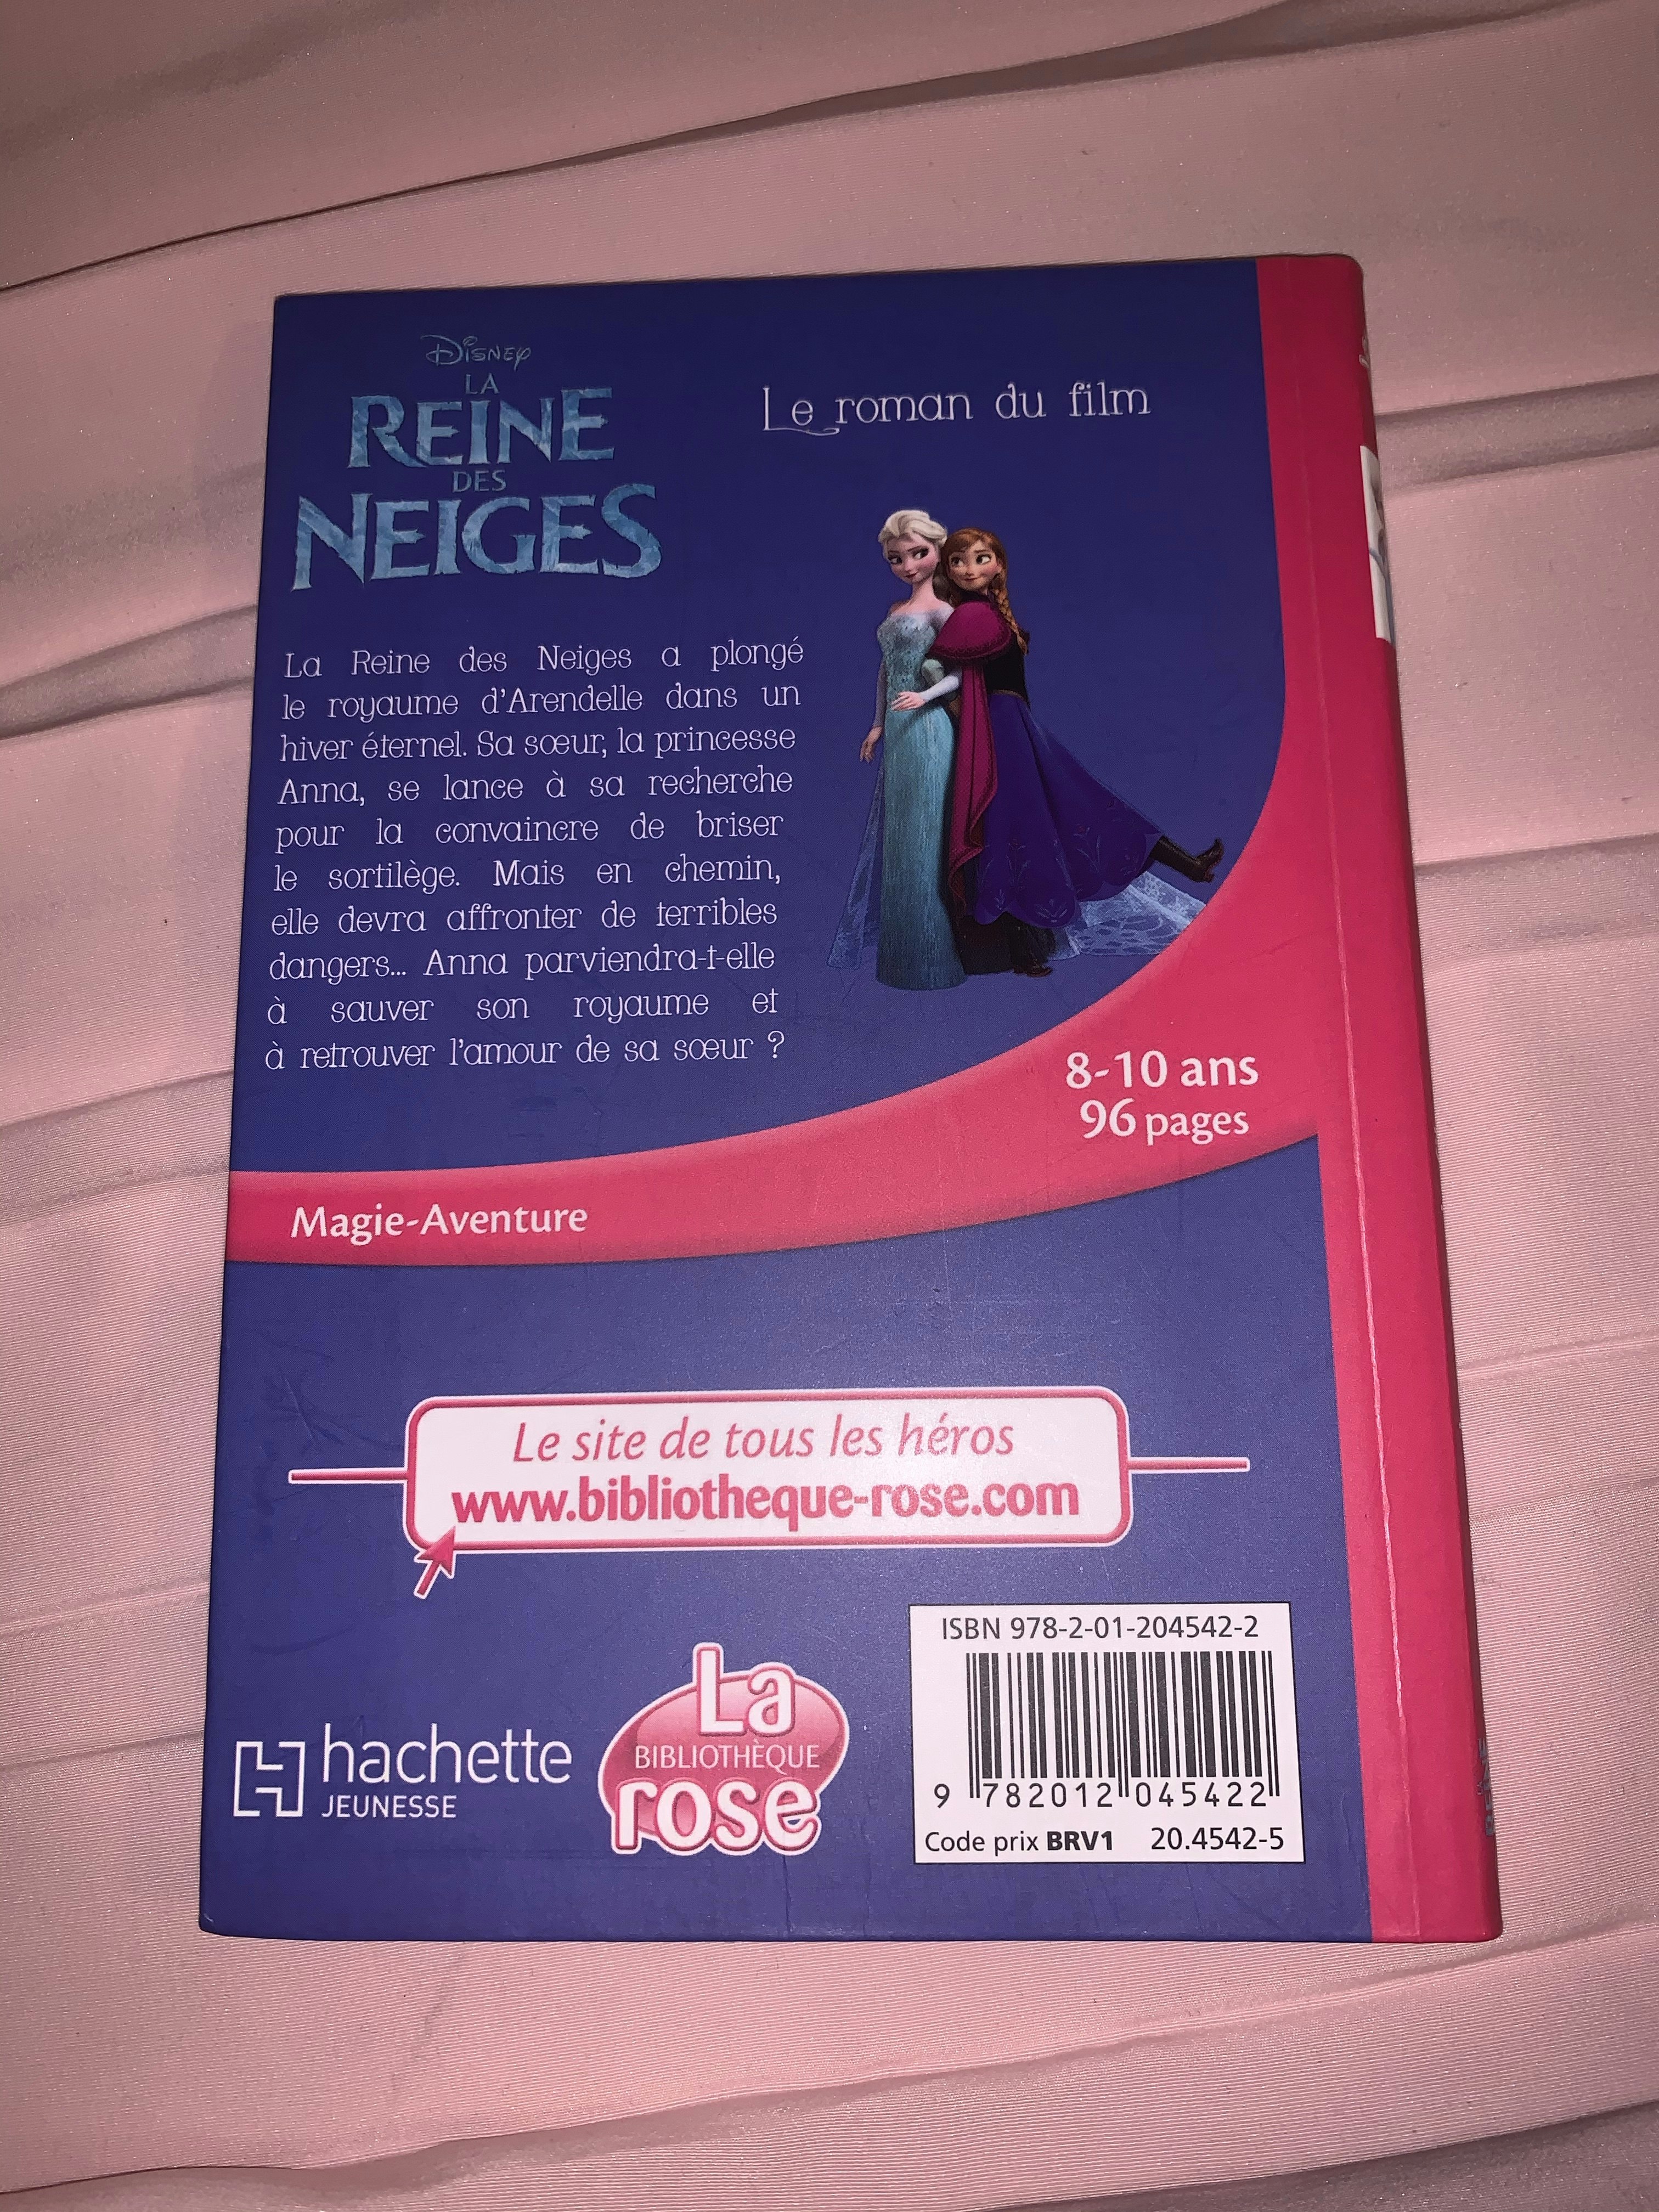 Disney
LA
REINE
DES
NEIGES
Le roman du film
La Reine des Neiges a plongé
le royaume d'Arendelle dans un
hiver éternel. Sa sœur, la princesse
Anna, se lance à sa recherche
pour la convaincre de briser
le sortilège. Mais en chemin,
elle devra affronter de terribles
dangers... Anna parviendra-t-elle
à sauver son royaume et
à retrouver l'amour de sa sœur ?
8-10 ans
96 pages
Magie-Aventure
Le site de tous les héros
www.bibliotheque-rose.com
hachette
JEUNESSE
La
BIBLIOTHÈQUE
rose
ISBN 978-2-01-204542-2
9 782012 045422
Code prix BRV1 20.4542-5